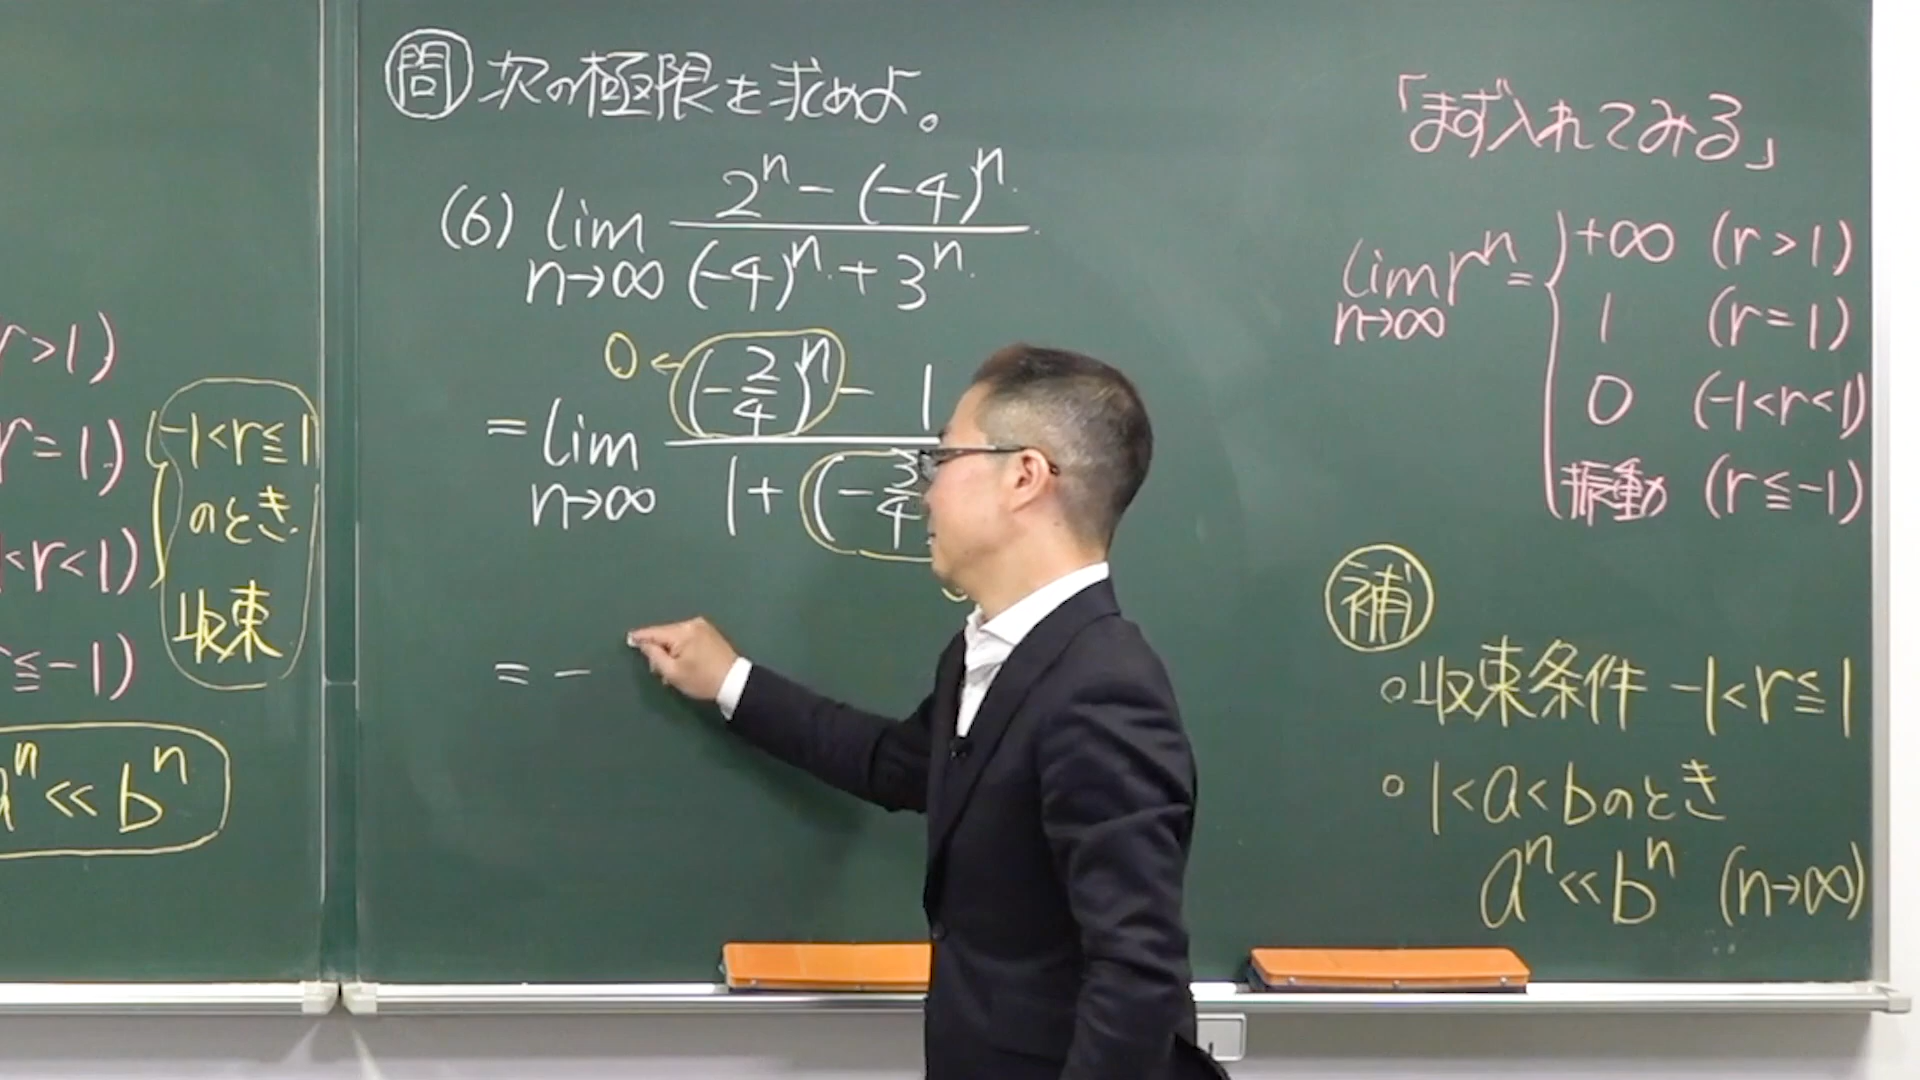 r>1)
r=1)
<r<1)
≦-1)
-1<r≦1
のとき
収束
aⁿ≪bⁿ
問 次の極限を求めよ。
(6) lim n→∞ (2ⁿ-(-4)ⁿ)/((-4)ⁿ+3ⁿ)
0←(-2/4)ⁿ
= lim n→∞ ((-2/4)ⁿ-1)/(1+(-3/4
= -
「まず入れてみる」
lim n→∞ rⁿ =
+∞ (r>1)
1 (r=1)
0 (-1<r<1)
振動 (r≦-1)
補
○収束条件 -1<r≦1
○1<a<bのとき
aⁿ≪bⁿ (n→∞)